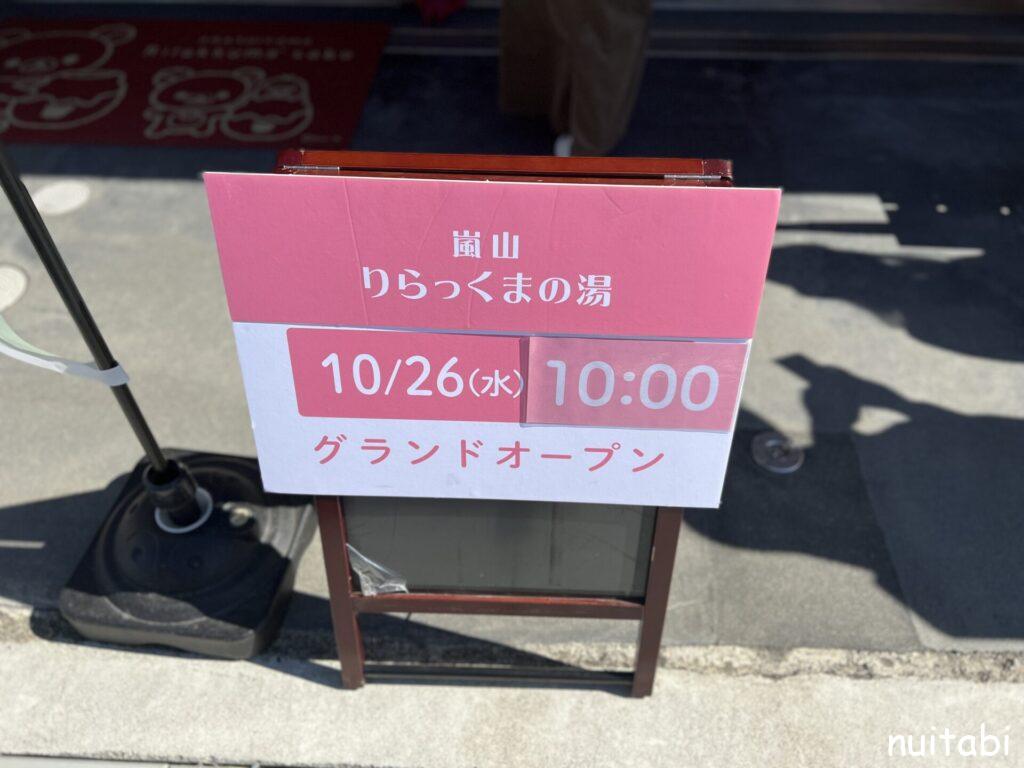 Rilakkuma
嵐山
りらっくまの湯
10/26(水) 10:00
グランドオープン
nuitabi